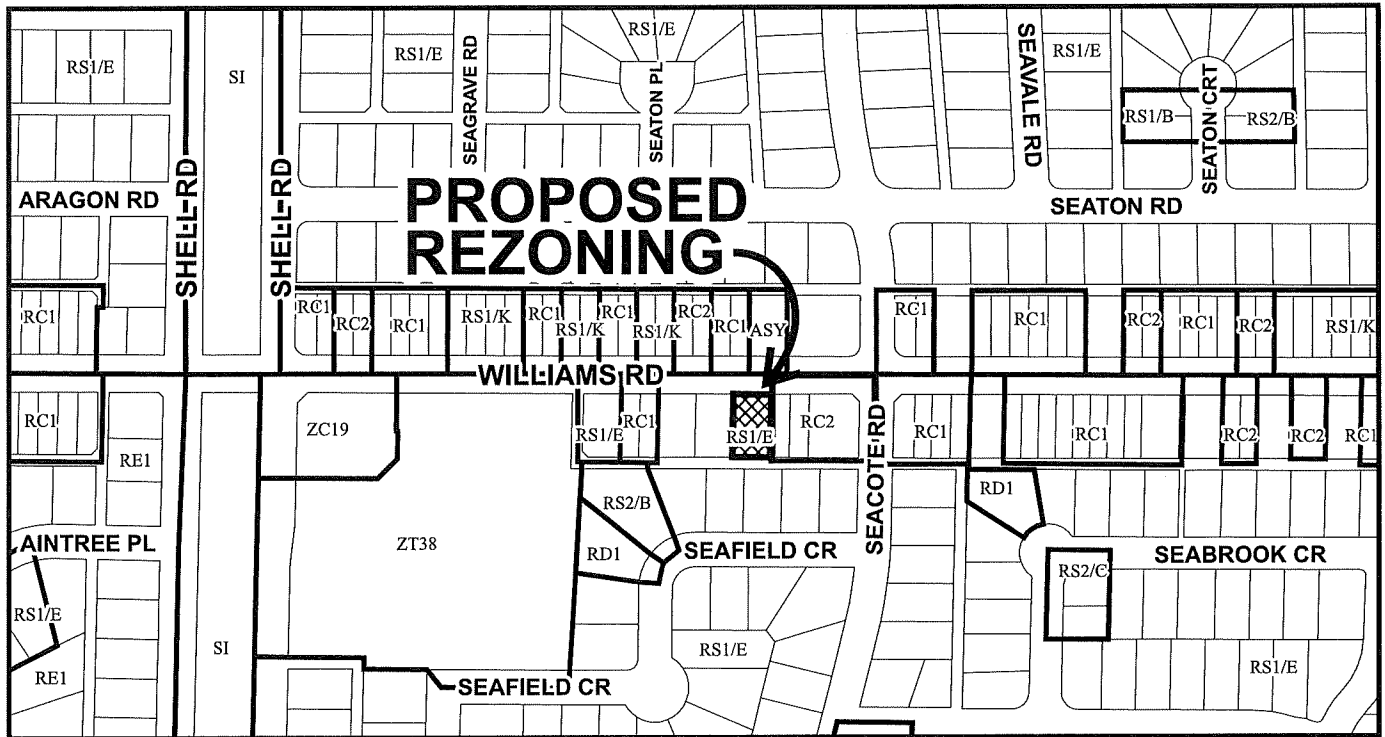 RS1/E
SI
RS1/E
SEAGRAVE RD
RS1/E
SEATON PL
SEAVALE RD
RS1/E
RS1/B
SEATON CRT
RS2/B
ARAGON RD
SHELL RD
SHELL RD
PROPOSED
REZONING
SEATON RD
RC1
RC1
RC2
RC1
RS1/K
RC1
RS1/K
RC1
RS1/K
RC2
RC1
ASY
RC1
RC1
RC2
RC1
RC2
RS1/K
WILLIAMS RD
RC1
RE1
ZC19
RS1/E
RC1
RS1/E
RC2
SEACOTE RD
RC1
RC1
RC2
RC2
RC1
AINTREE PL
ZT38
RS2/B
RD1
SEAFIELD CR
RD1
SEABROOK CR
RS2/C
RS1/E
RE1
SI
RS1/E
RS1/E
SEAFIELD CR